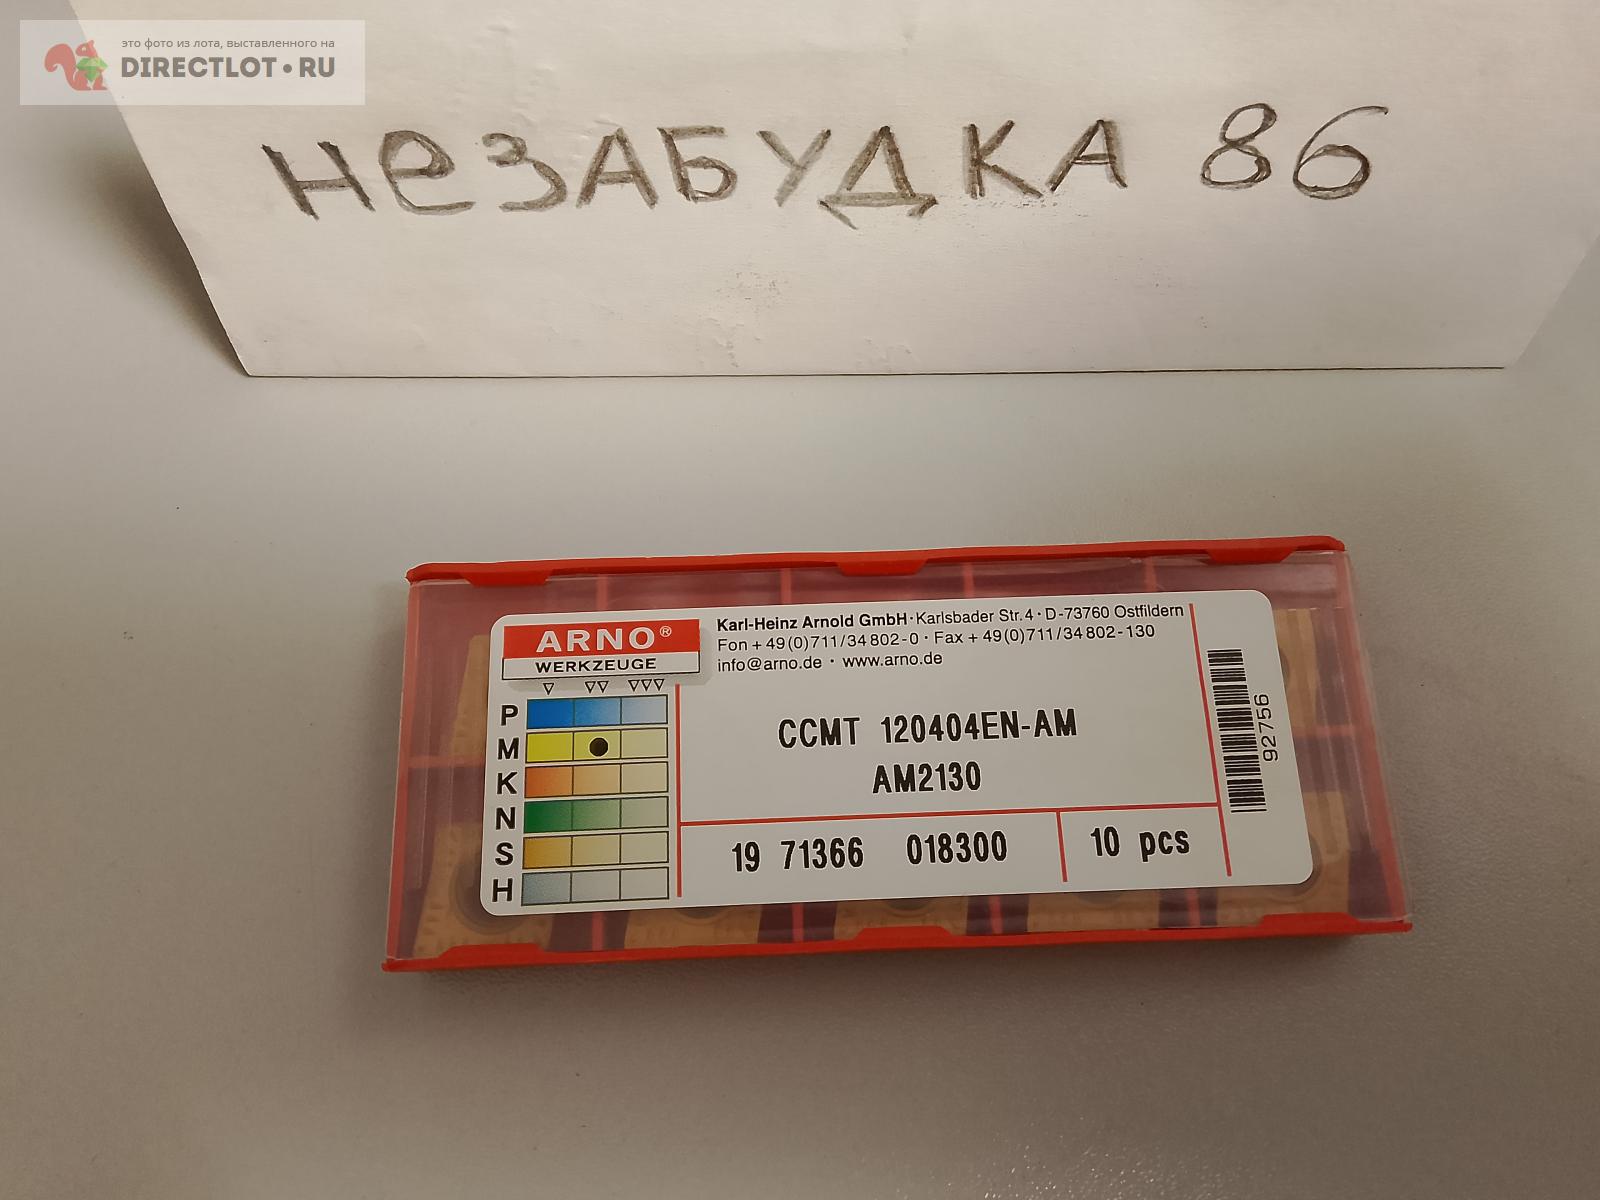 это фото из лота, выставленного на
DIRECTLOT•RU
НеЗАБУДКА 86
ARNO®
WERKZEUGE
Karl-Heinz Arnold GmbH · Karlsbader Str. 4 · D-73760 Ostfildern
Fon + 49 (0) 711 / 34 802 - 0 · Fax + 49 (0) 711 / 34 802 - 130
info@arno.de · www.arno.de
P
M
K
N
S
H
CCMT 120404EN-AM
AM2130
19 71366 018300
10 pcs
92756